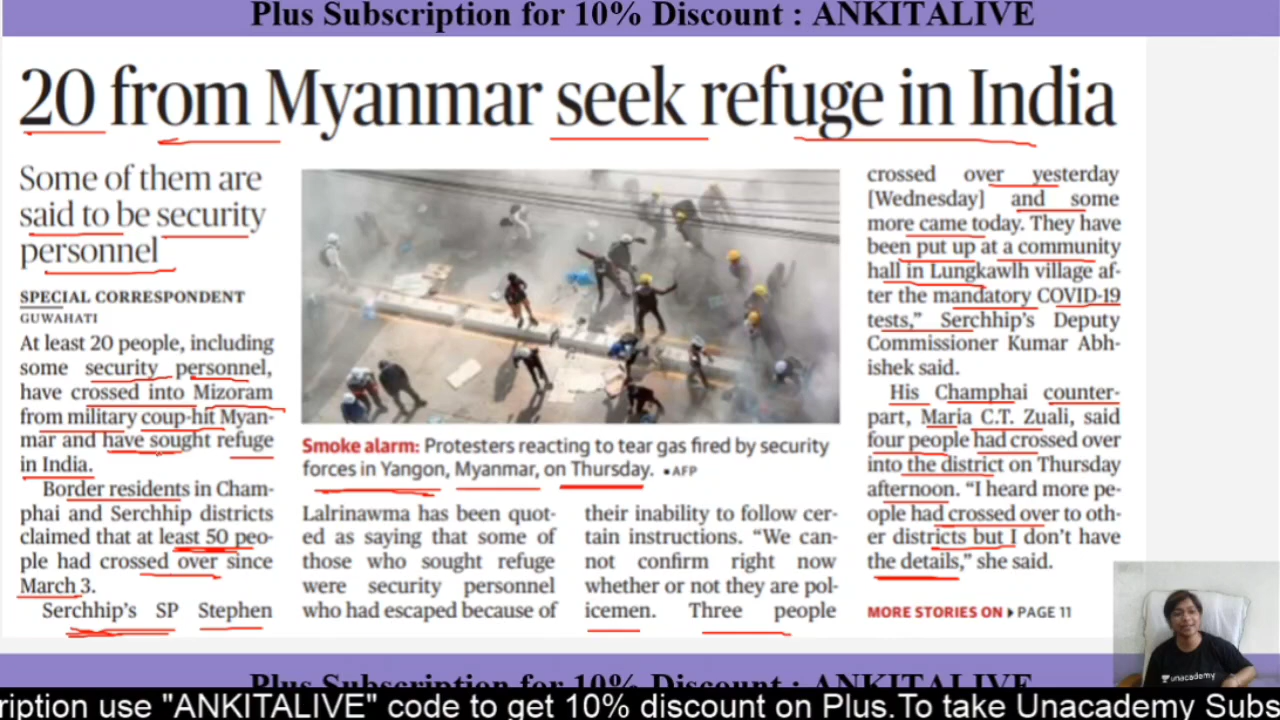 Plus Subscription for 10% Discount : ANKITALIVE
20 from Myanmar seek refuge in India
Some of them are
said to be security
personnel
SPECIAL CORRESPONDENT
GUWAHATI
At least 20 people, including
some security personnel,
have crossed into Mizoram
from military coup-hit Myan-
mar and have sought refuge
in India.
Border residents in Cham-
phai and Serchhip districts
claimed that at least 50 peo-
ple had crossed over since
March 3.
Serchhip's SP Stephen
Smoke alarm: Protesters reacting to tear gas fired by security
forces in Yangon, Myanmar, on Thursday. ▪AFP
Lalrinawma has been quot-
ed as saying that some of
those who sought refuge
were security personnel
who had escaped because of
their inability to follow cer-
tain instructions. “We can-
not confirm right now
whether or not they are pol-
icemen. Three people
crossed over yesterday
[Wednesday] and some
more came today. They have
been put up at a community
hall in Lungkawlh village af-
ter the mandatory COVID-19
tests,” Serchhip's Deputy
Commissioner Kumar Abh-
ishek said.
His Champhai counter-
part, Maria C.T. Zuali, said
four people had crossed over
into the district on Thursday
afternoon. “I heard more pe-
ople had crossed over to oth-
er districts but I don't have
the details,” she said.
MORE STORIES ON ▸ PAGE 11
unacademy
Plus Subscription for 10% Discount : ANKITALIVE
ription use "ANKITALIVE" code to get 10% discount on Plus.To take Unacademy Subs